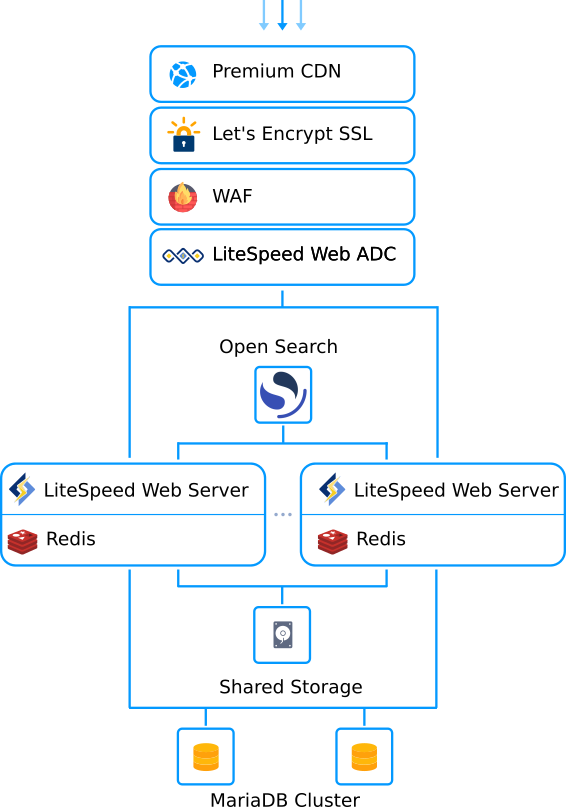 Premium CDN
Let's Encrypt SSL
WAF
LiteSpeed Web ADC
Open Search
LiteSpeed Web Server
Redis
...
LiteSpeed Web Server
Redis
Shared Storage
MariaDB Cluster